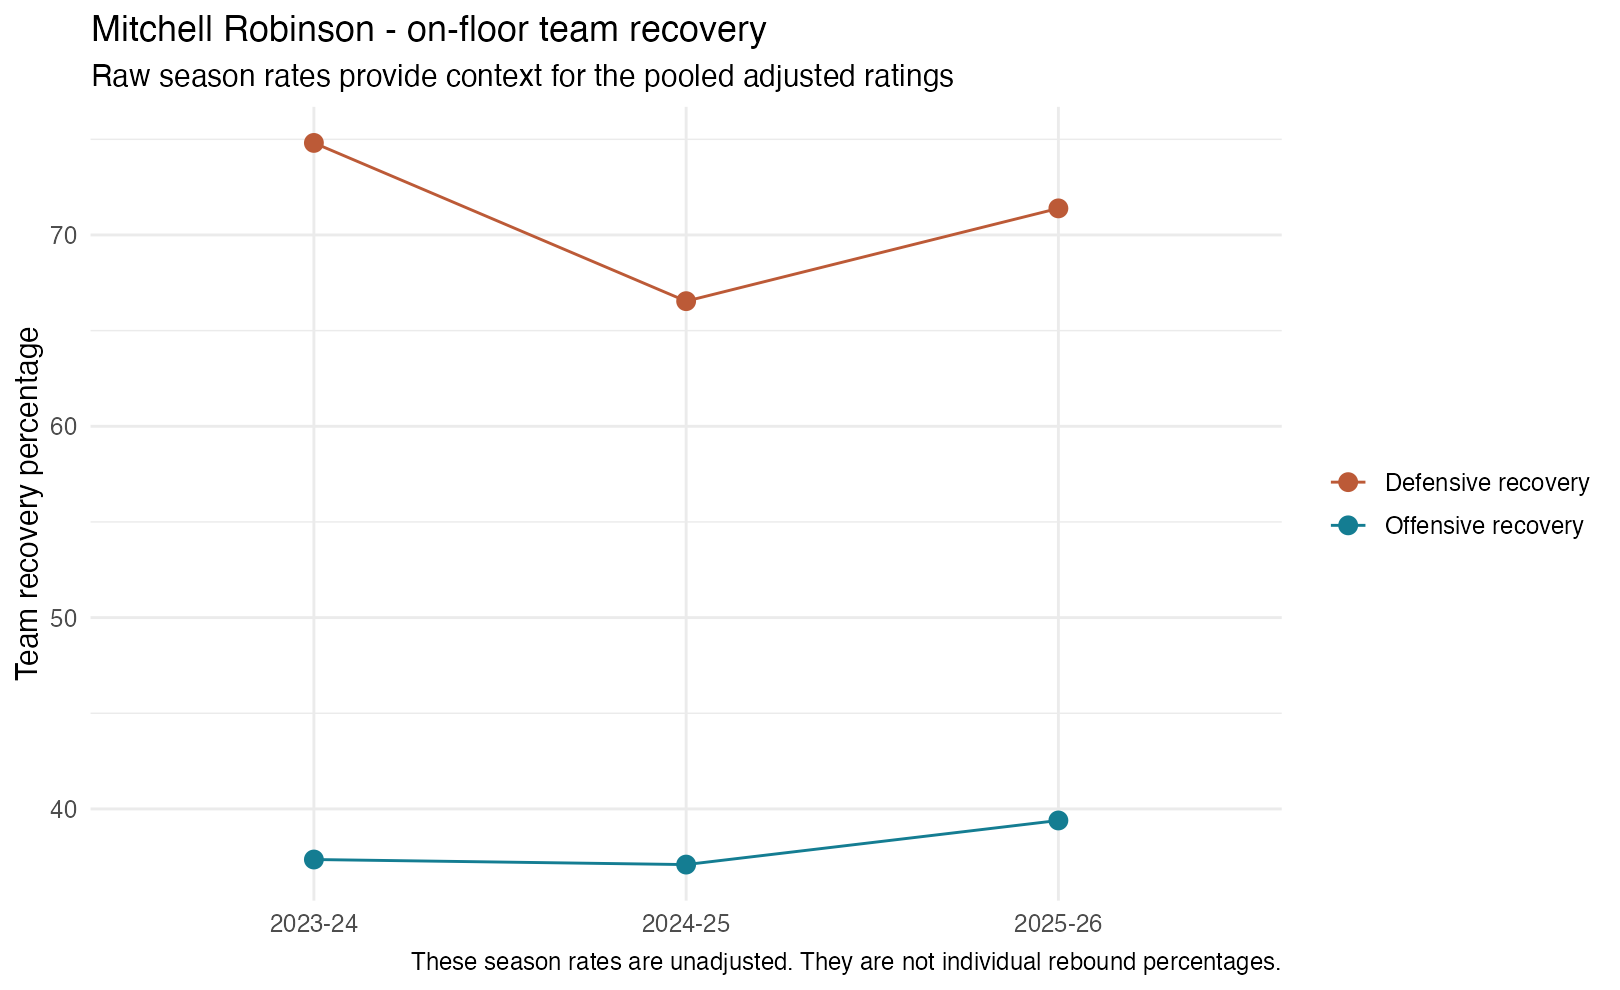 Mitchell Robinson - on-floor team recovery
Raw season rates provide context for the pooled adjusted ratings
Team recovery percentage
70
60
50
40
2023-24
2024-25
2025-26
Defensive recovery
Offensive recovery
These season rates are unadjusted. They are not individual rebound percentages.